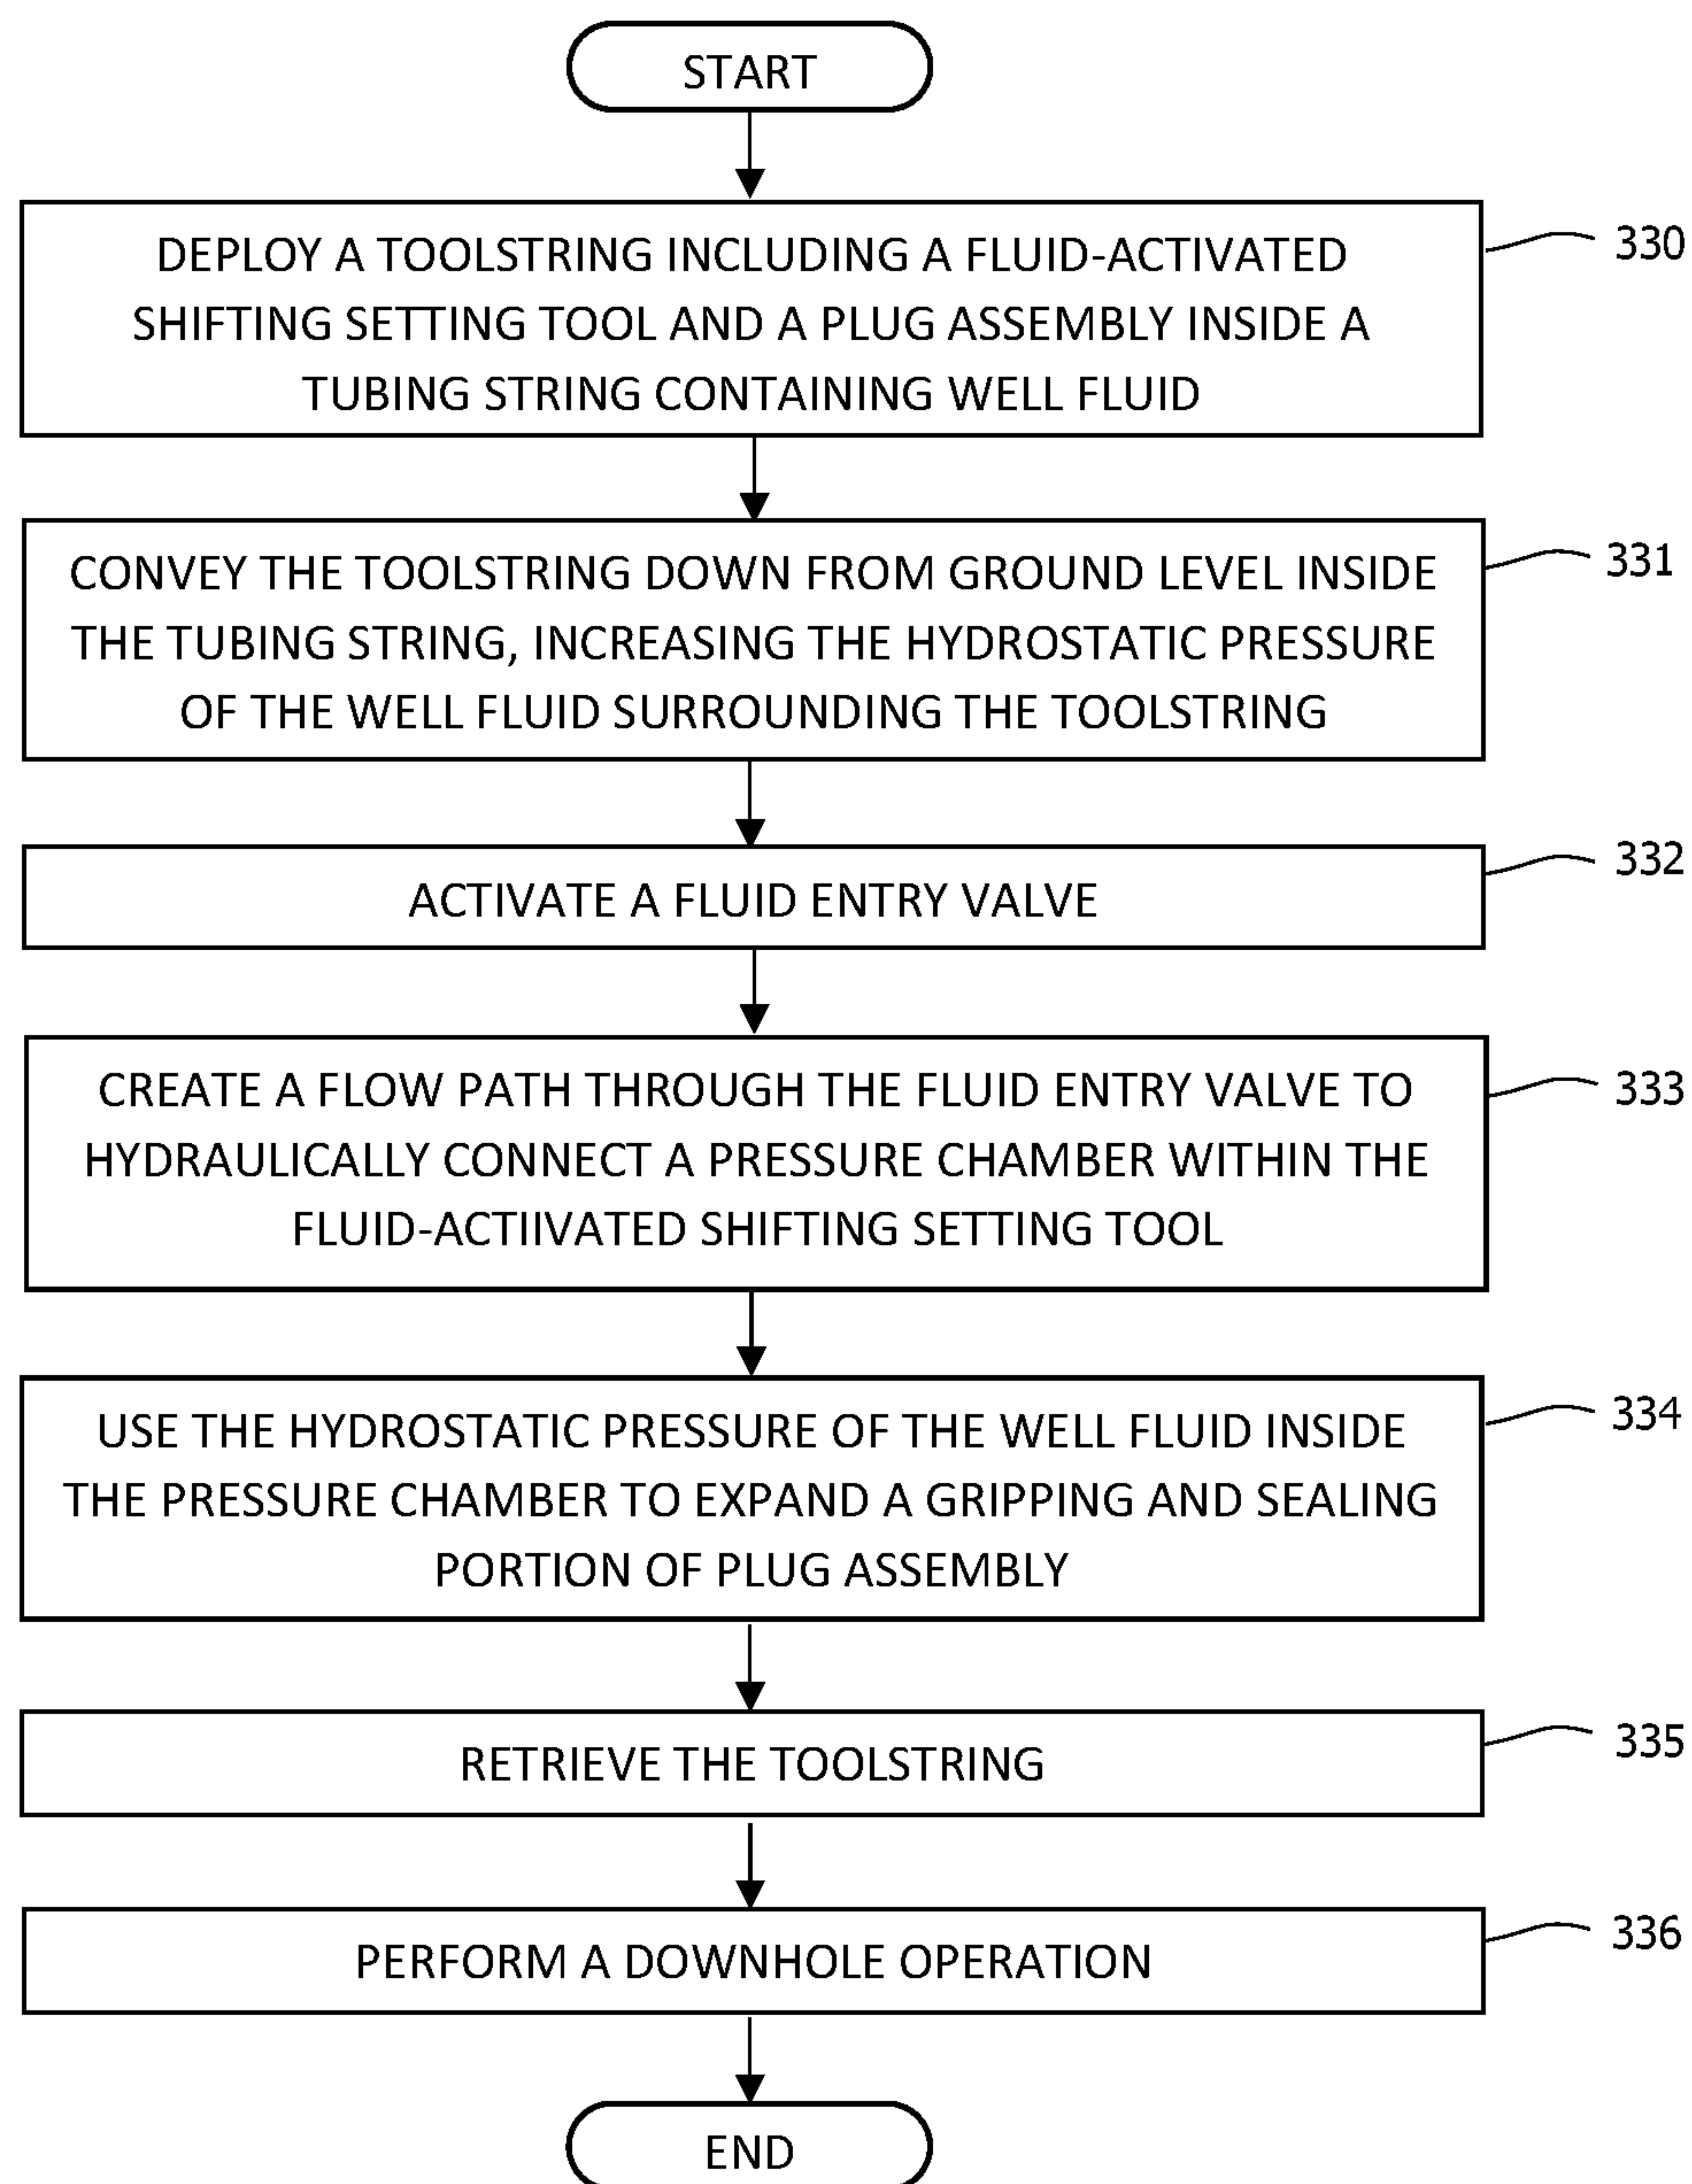 START
DEPLOY A TOOLSTRING INCLUDING A FLUID-ACTIVATED
SHIFTING SETTING TOOL AND A PLUG ASSEMBLY INSIDE A
TUBING STRING CONTAINING WELL FLUID
330
CONVEY THE TOOLSTRING DOWN FROM GROUND LEVEL INSIDE
THE TUBING STRING, INCREASING THE HYDROSTATIC PRESSURE
OF THE WELL FLUID SURROUNDING THE TOOLSTRING
331
ACTIVATE A FLUID ENTRY VALVE
332
CREATE A FLOW PATH THROUGH THE FLUID ENTRY VALVE TO
HYDRAULICALLY CONNECT A PRESSURE CHAMBER WITHIN THE
FLUID-ACTIIVATED SHIFTING SETTING TOOL
333
USE THE HYDROSTATIC PRESSURE OF THE WELL FLUID INSIDE
THE PRESSURE CHAMBER TO EXPAND A GRIPPING AND SEALING
PORTION OF PLUG ASSEMBLY
334
RETRIEVE THE TOOLSTRING
335
PERFORM A DOWNHOLE OPERATION
336
END